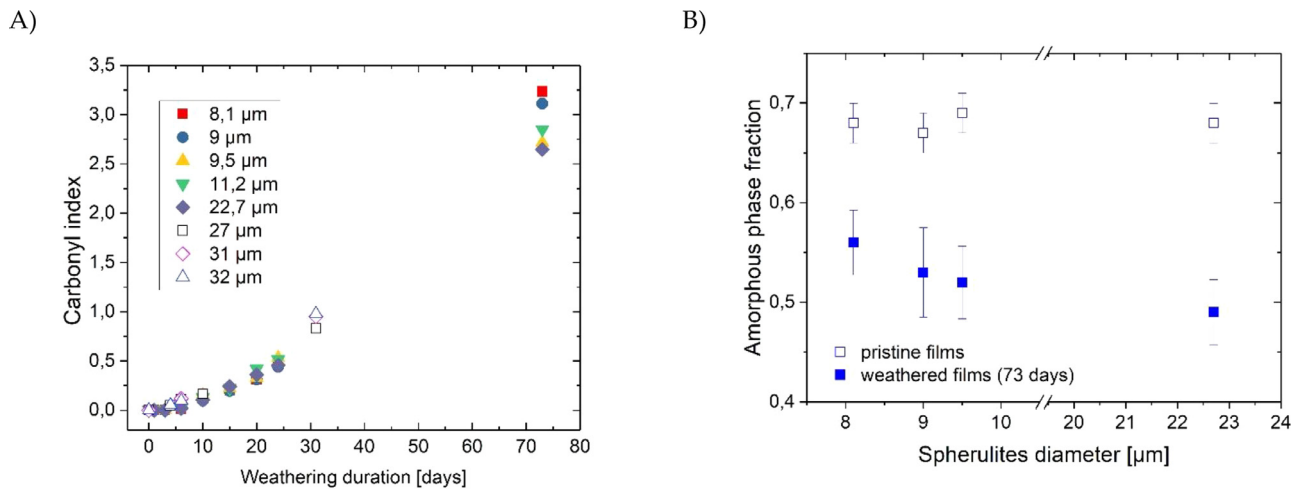 A)
Carbonyl index
3,5
3,0
2,5
2,0
1,5
1,0
0,5
0,0
8,1 µm
9 µm
9,5 µm
11,2 µm
22,7 µm
27 µm
31 µm
32 µm
0 10 20 30 40 50 60 70 80
Weathering duration [days]
B)
Amorphous phase fraction
0,7
0,6
0,5
0,4
pristine films
weathered films (73 days)
8 9 10 20 21 22 23 24
Spherulites diameter [µm]